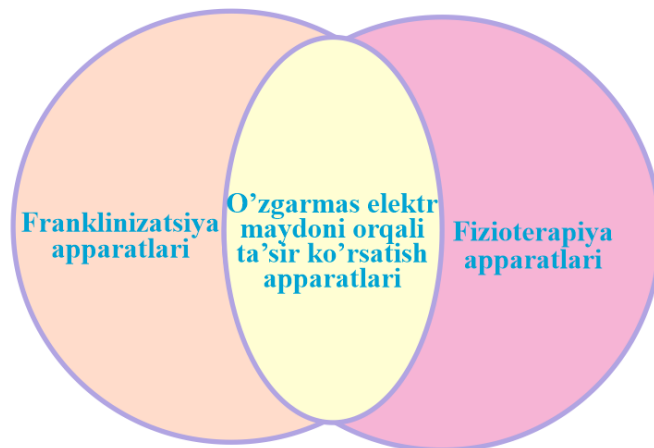 Franklinizatsiya
apparatlari
O'zgarmas elektr
maydoni orqali
ta'sir ko'rsatish
apparatlari
Fizioterapiya
apparatlari